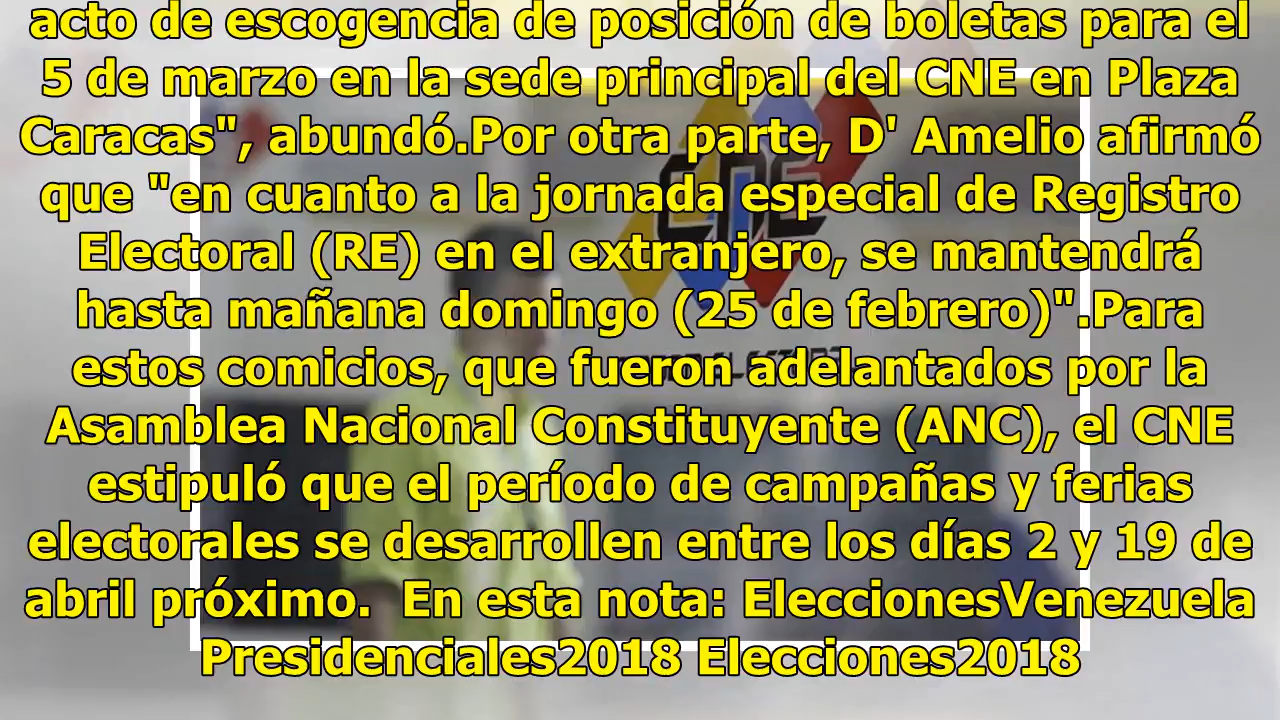 acto de escogencia de posición de boletas para el
5 de marzo en la sede principal del CNE en Plaza
Caracas", abundó.Por otra parte, D' Amelio afirmó
que "en cuanto a la jornada especial de Registro
Electoral (RE) en el extranjero, se mantendrá
hasta mañana domingo (25 de febrero)".Para
estos comicios, que fueron adelantados por la
Asamblea Nacional Constituyente (ANC), el CNE
estipuló que el período de campañas y ferias
electorales se desarrollen entre los días 2 y 19 de
abril próximo.  En esta nota: EleccionesVenezuela
Presidenciales2018 Elecciones2018
CNE